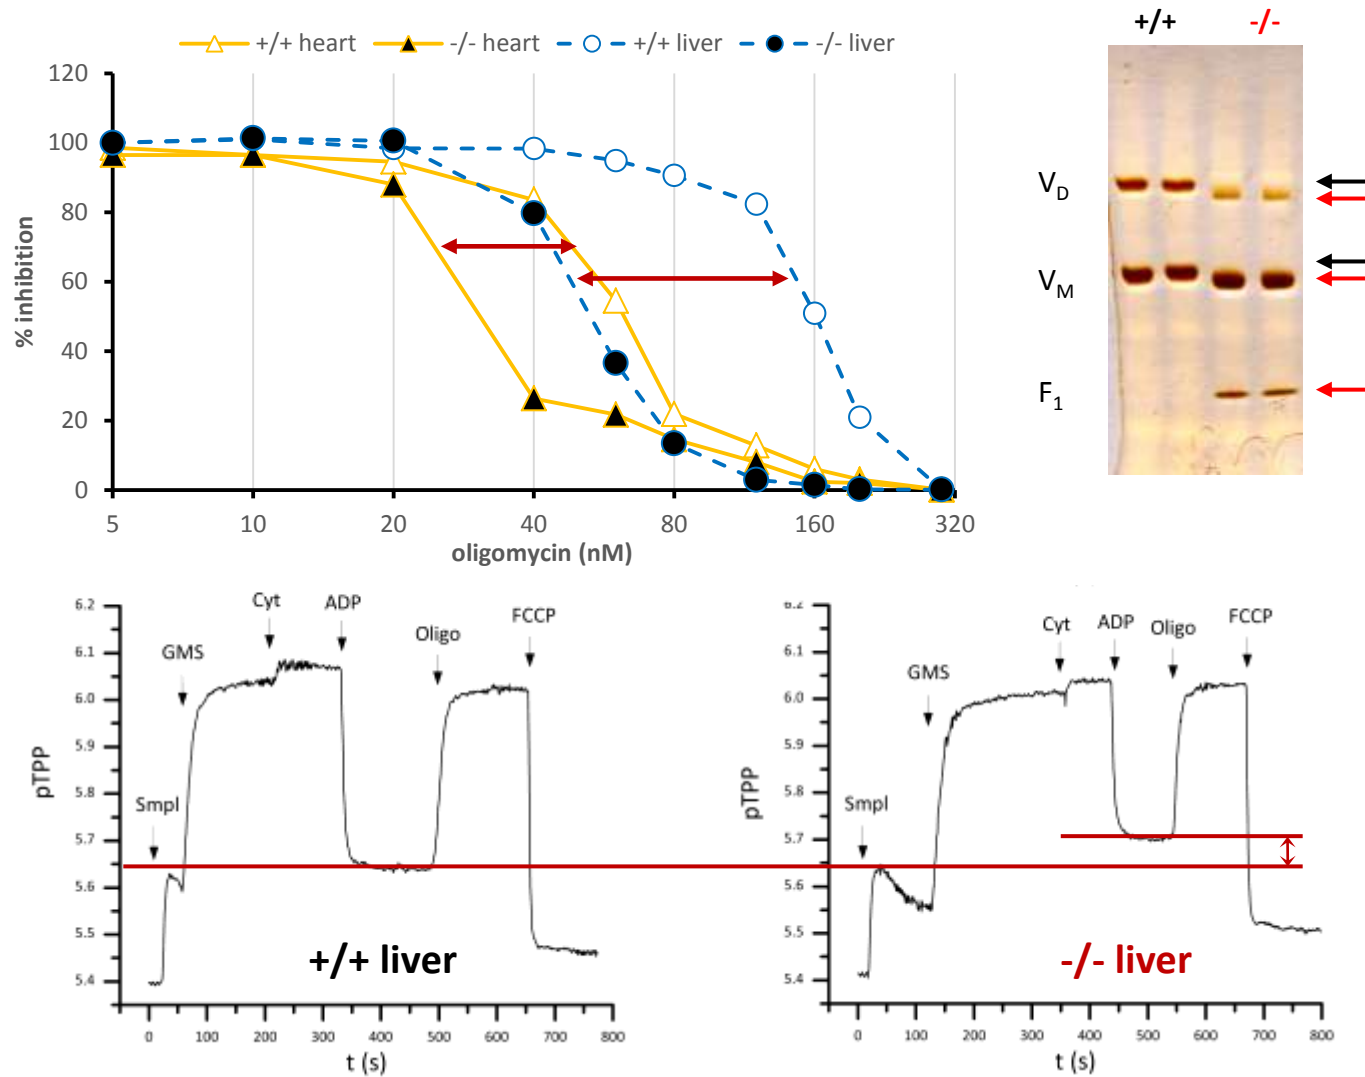 +/+ heart -/- heart +/+ liver -/- liver
+/+ -/-
120
100
80
60
40
20
0
% inhibition
5 10 20 40 80 160 320
oligomycin (nM)
V_D
V_M
F_1
6.2
6.1
6.0
5.9
5.8
5.7
5.6
5.5
5.4
pTPP
Smpl
GMS
Cyt
ADP
Oligo
FCCP
+/+ liver
0 100 200 300 400 500 600 700 800
t (s)
6.2
6.1
6.0
5.9
5.8
5.7
5.6
5.5
5.4
pTPP
Smpl
GMS
Cyt
ADP
Oligo
FCCP
-/- liver
0 100 200 300 400 500 600 700 800
t (s)